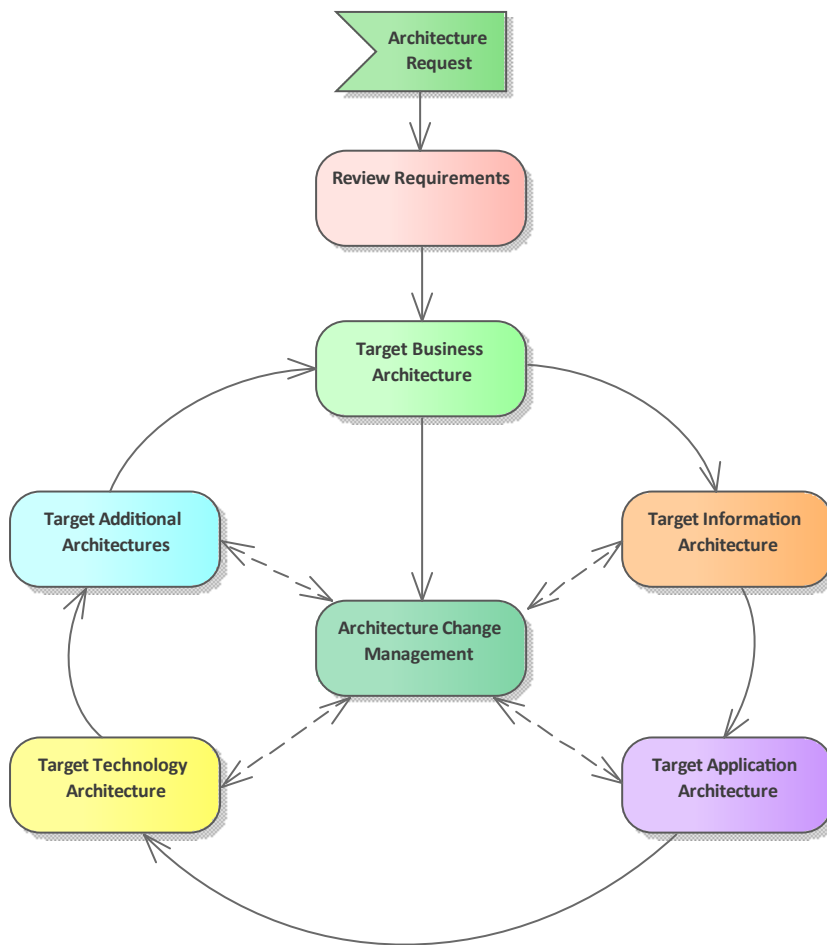 Architecture
Request
Review Requirements
Target Business
Architecture
Target Additional
Architectures
Target Information
Architecture
Architecture Change
Management
Target Technology
Architecture
Target Application
Architecture